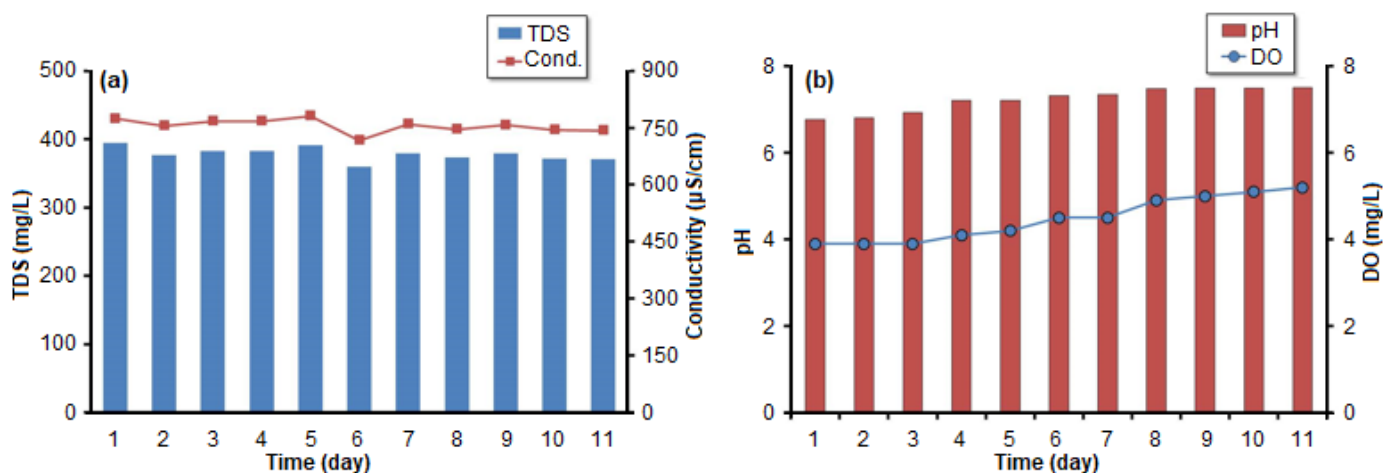 TDS
Cond.
(a)
500
400
300
200
100
0
TDS (mg/L)
900
750
600
450
300
150
0
Conductivity (µS/cm)
1 2 3 4 5 6 7 8 9 10 11
Time (day)
pH
DO
(b)
8
6
4
2
0
pH
8
6
4
2
0
DO (mg/L)
1 2 3 4 5 6 7 8 9 10 11
Time (day)